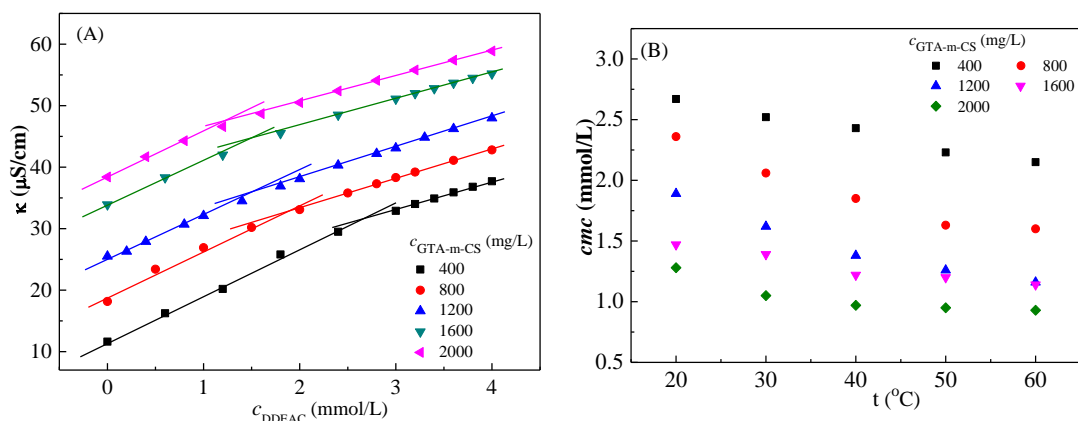 (A)
60
50
40
30
20
10
κ (μS/cm)
0 1 2 3 4
c_DDEAC (mmol/L)
c_GTA-m-CS (mg/L)
400
800
1200
1600
2000
(B)
3.0
2.5
2.0
1.5
1.0
0.5
cmc (mmol/L)
20 30 40 50 60
t (°C)
c_GTA-m-CS (mg/L)
400 800
1200 1600
2000